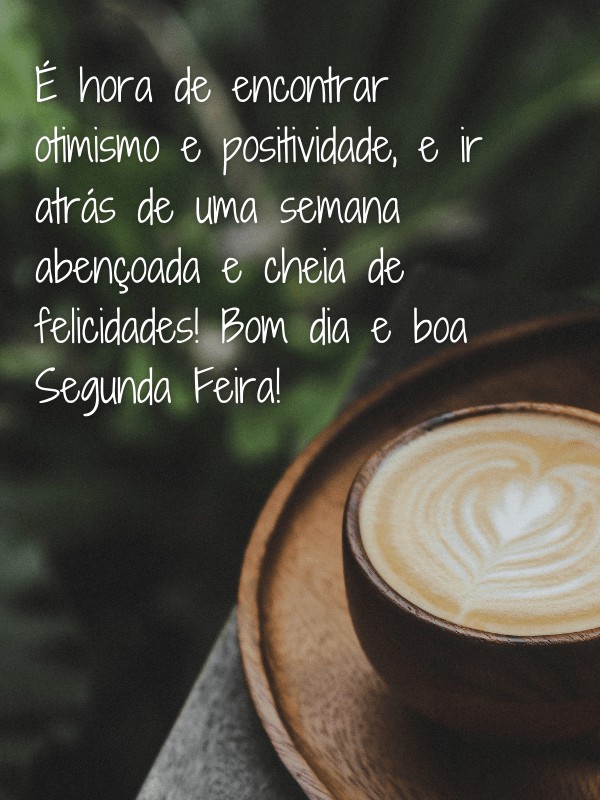 É hora de encontrar
otimismo e positividade, e ir
atrás de uma semana
abençoada e cheia de
felicidades! Bom dia e boa
Segunda Feira!